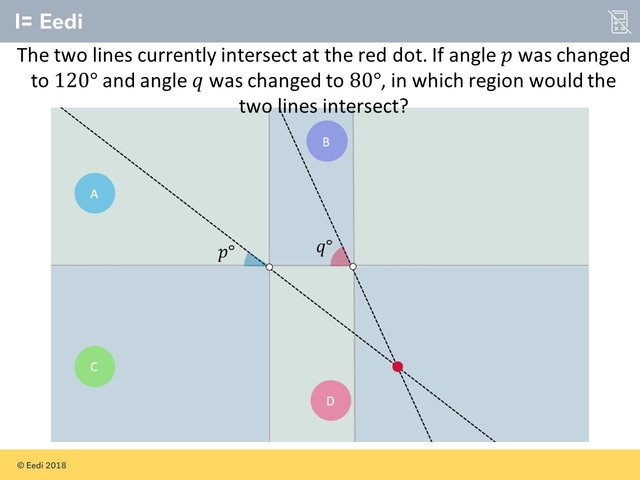 I= Eedi
The two lines currently intersect at the red dot. If angle p was changed
to 120° and angle q was changed to 80°, in which region would the
two lines intersect?
B
A
p°
q°
C
D
© Eedi 2018